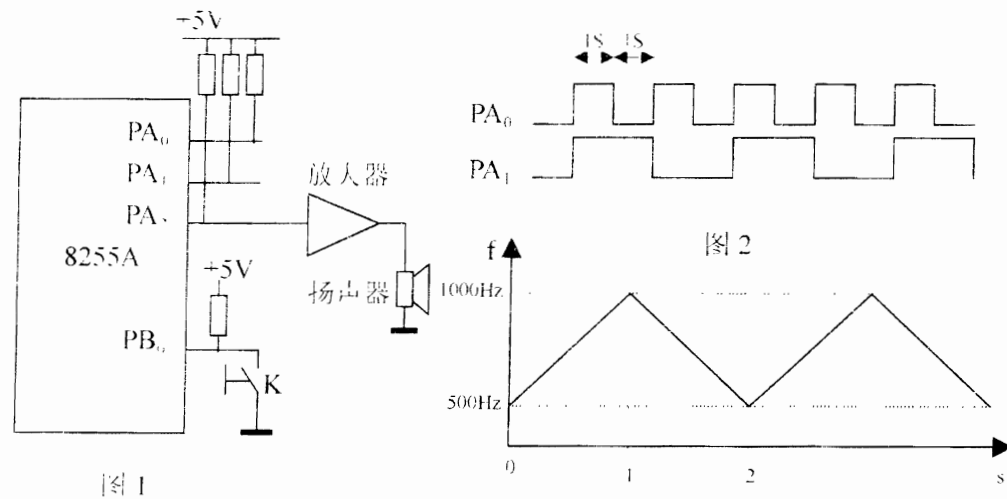 +5V
PA₀
PA₁
PA
8255A
放大器
扬声器
+5V
PB₀
K
图1
1S 1S
PA₀
PA₁
图2
f
1000Hz
500Hz
0 1 2 s